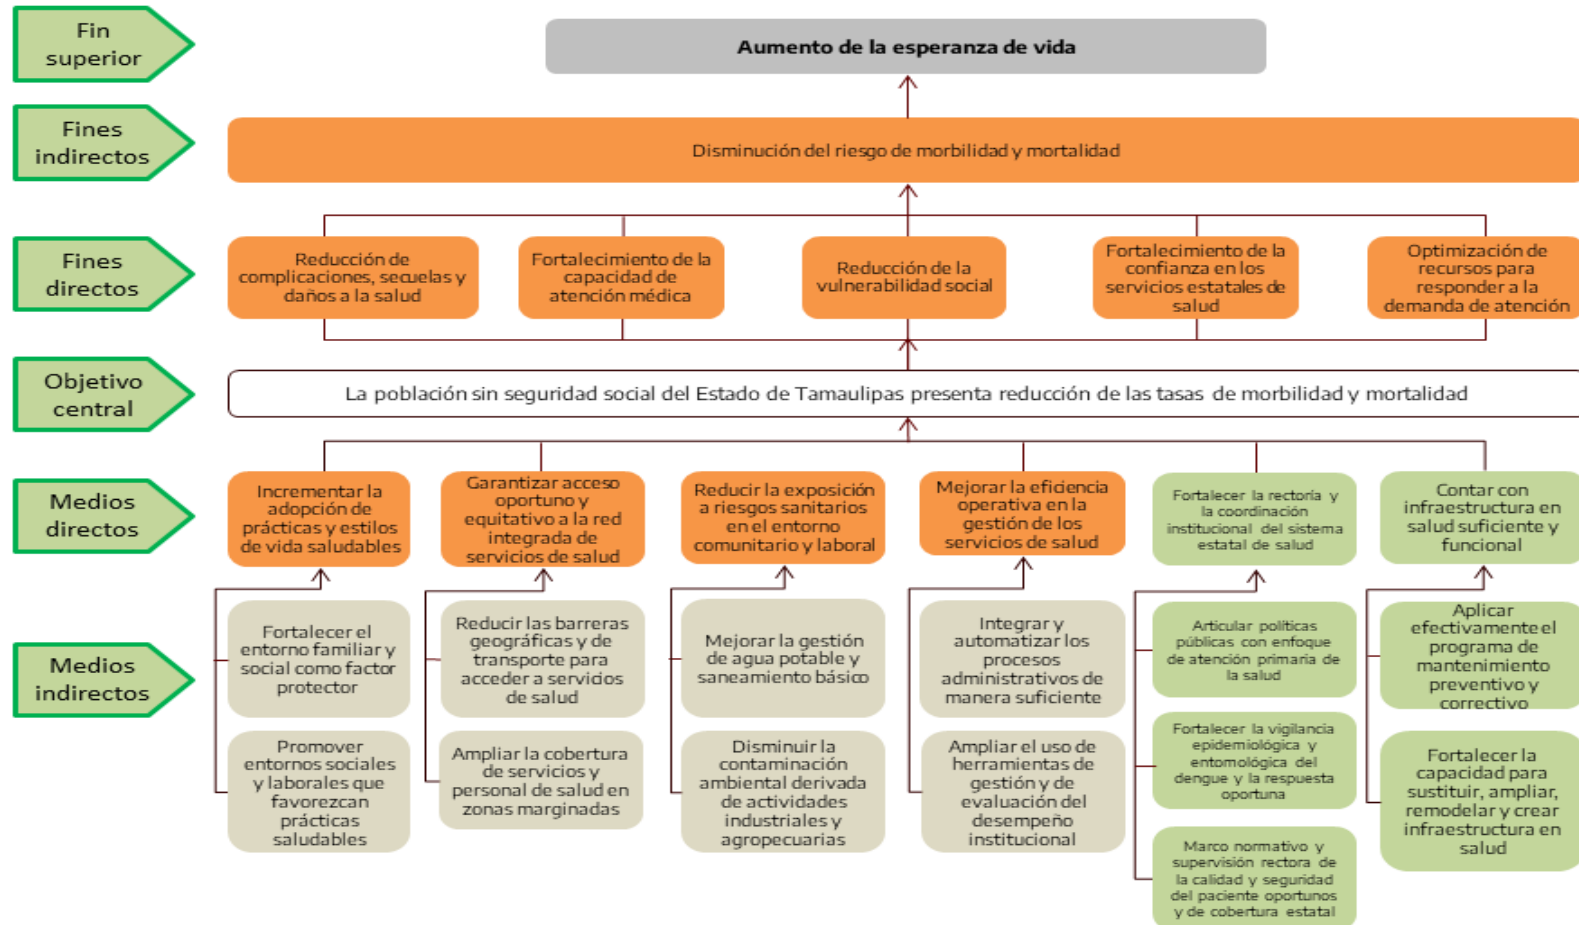 Fin
superior
Aumento de la esperanza de vida
Fines
indirectos
Disminución del riesgo de morbilidad y mortalidad
Fines
directos
Reducción de
complicaciones, secuelas y
daños a la salud
Fortalecimiento de la
capacidad de
atención médica
Reducción de la
vulnerabilidad social
Fortalecimiento de la
confianza en los
servicios estatales de
salud
Optimización de
recursos para
responder a la
demanda de atención
Objetivo
central
La población sin seguridad social del Estado de Tamaulipas presenta reducción de las tasas de morbilidad y mortalidad
Medios
directos
Incrementar la
adopción de
prácticas y estilos
de vida saludables
Garantizar acceso
oportuno y
equitativo a la red
integrada de
servicios de salud
Reducir la exposición
a riesgos sanitarios
en el entorno
comunitario y laboral
Mejorar la eficiencia
operativa en la
gestión de los
servicios de salud
Fortalecer la rectoría y
la coordinación
institucional del sistema
estatal de salud
Contar con
infraestructura en
salud suficiente y
funcional
Medios
indirectos
Fortalecer el
entorno familiar y
social como factor
protector
Reducir las barreras
geográficas y de
transporte para
acceder a servicios
de salud
Mejorar la gestión
de agua potable y
saneamiento básico
Integrar y
automatizar los
procesos
administrativos de
manera suficiente
Articular políticas
públicas con enfoque
de atención primaria de
la salud
Aplicar
efectivamente el
programa de
mantenimiento
preventivo y
correctivo
Promover
entornos sociales
y laborales que
favorezcan
prácticas
saludables
Ampliar la cobertura
de servicios y
personal de salud en
zonas marginadas
Disminuir la
contaminación
ambiental derivada
de actividades
industriales y
agropecuarias
Ampliar el uso de
herramientas de
gestión y de
evaluación del
desempeño
institucional
Fortalecer la vigilancia
epidemiológica y
entomológica del
dengue y la respuesta
oportuna
Fortalecer la
capacidad para
sustituir, ampliar,
remodelar y crear
infraestructura en
salud
Marco normativo y
supervisión rectora de
la calidad y seguridad
del paciente oportunos
y de cobertura estatal